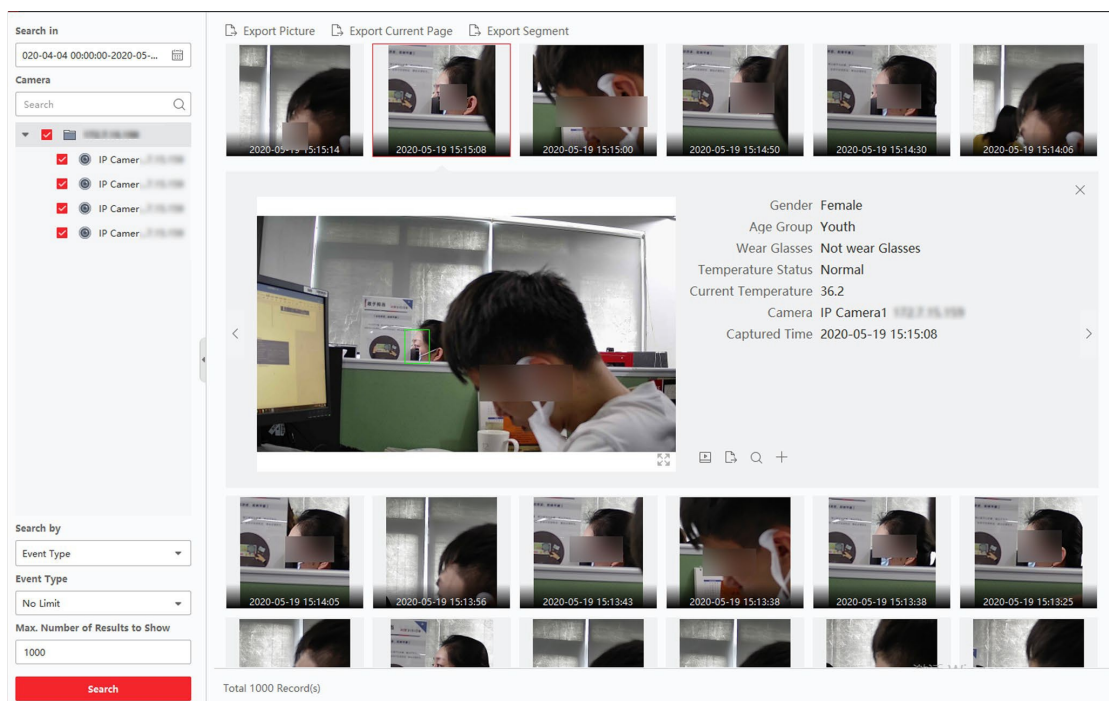 Search in
020-04-04 00:00:00-2020-05-...
Camera
Search
IP Camer
IP Camer
IP Camer
IP Camer
Search by
Event Type
Event Type
No Limit
Max. Number of Results to Show
1000
Search
Export Picture Export Current Page Export Segment
2020-05-19 15:15:14 2020-05-19 15:15:08 2020-05-19 15:15:00 2020-05-19 15:14:50 2020-05-19 15:14:30 2020-05-19 15:14:06
Gender Female
Age Group Youth
Wear Glasses Not wear Glasses
Temperature Status Normal
Current Temperature 36.2
Camera IP Camera1
Captured Time 2020-05-19 15:15:08
2020-05-19 15:14:05 2020-05-19 15:13:56 2020-05-19 15:13:43 2020-05-19 15:13:38 2020-05-19 15:13:38 2020-05-19 15:13:25
Total 1000 Record(s)